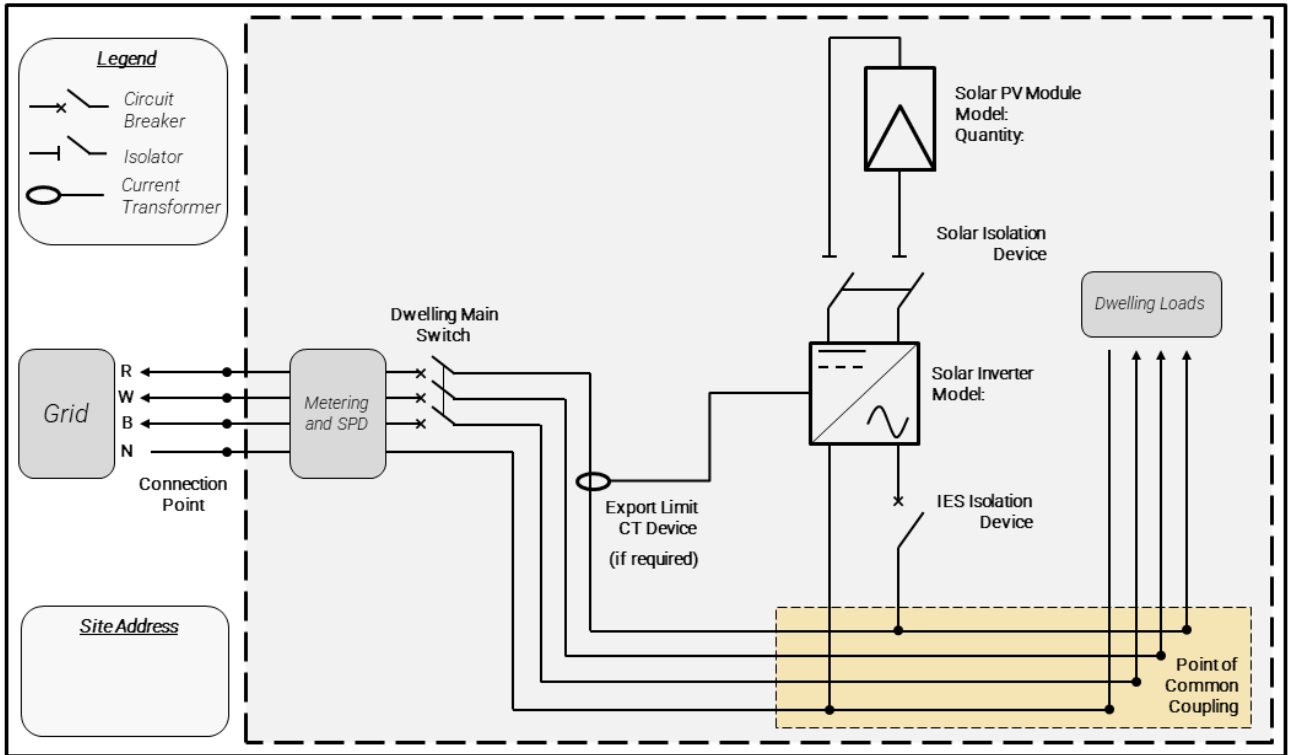 Legend
Circuit
Breaker
Isolator
Current
Transformer
Solar PV Module
Model:
Quantity:
Solar Isolation
Device
Dwelling Loads
Dwelling Main
Switch
Grid
R
W
B
N
Metering
and SPD
Solar Inverter
Model:
Connection
Point
Export Limit
CT Device
(if required)
IES Isolation
Device
Site Address
Point of
Common
Coupling